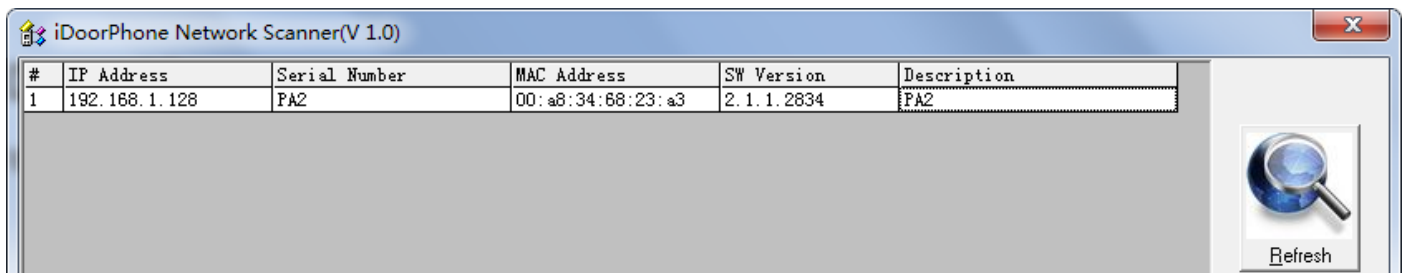 iDoorPhone Network Scanner(V 1.0)
# IP Address Serial Number MAC Address SW Version Description
1 192.168.1.128 PA2 00:a8:34:68:23:a3 2.1.1.2834 PA2
Refresh